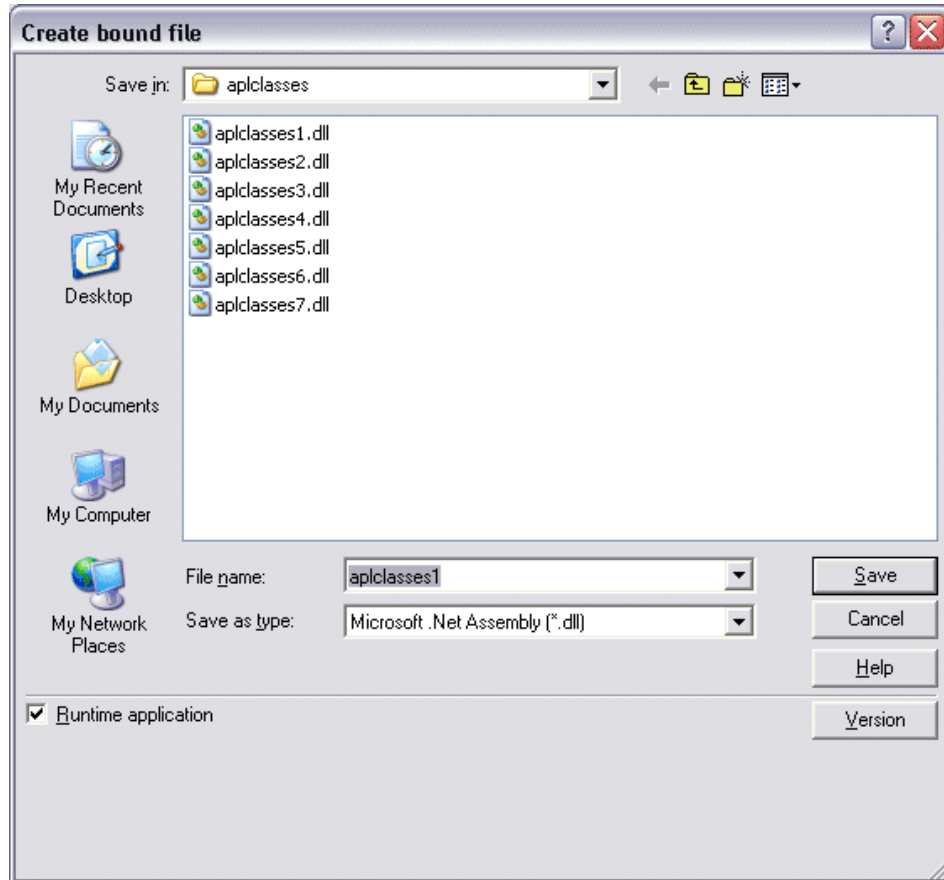 Create bound file
?
Save in: aplclasses
My Recent
Documents
Desktop
My Documents
My Computer
My Network
Places
aplclasses1.dll
aplclasses2.dll
aplclasses3.dll
aplclasses4.dll
aplclasses5.dll
aplclasses6.dll
aplclasses7.dll
File name: aplclasses1
Save
Save as type: Microsoft .Net Assembly (*.dll)
Cancel
Help
Runtime application
Version